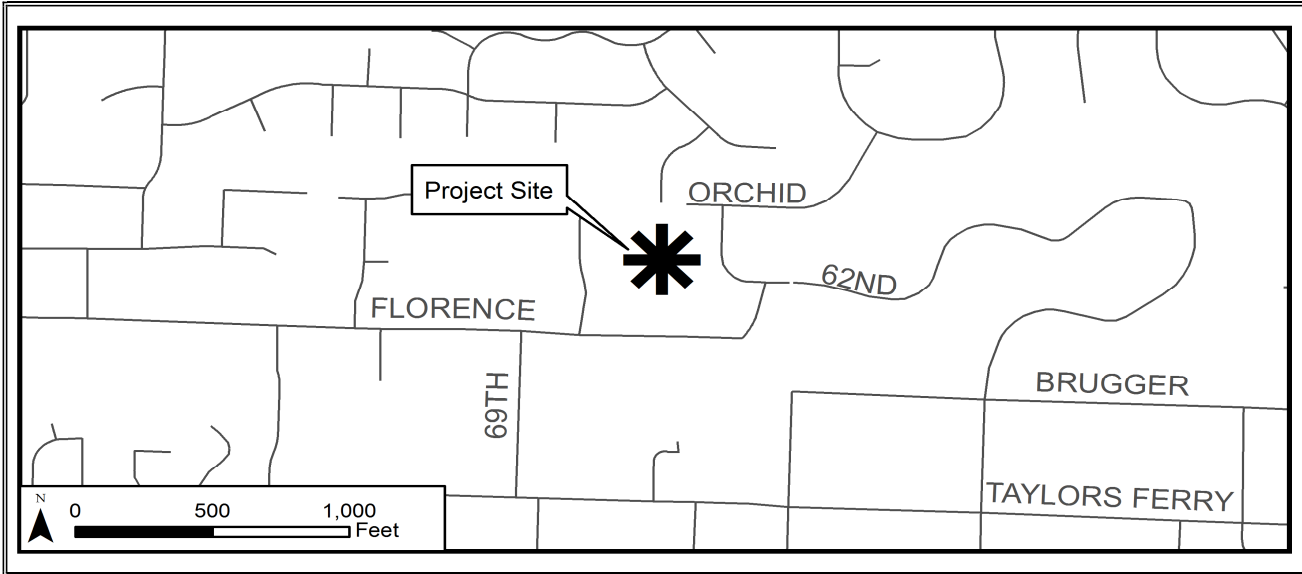 Project Site
ORCHID
62ND
FLORENCE
69TH
BRUGGER
TAYLORS FERRY
N
0 500 1,000
Feet